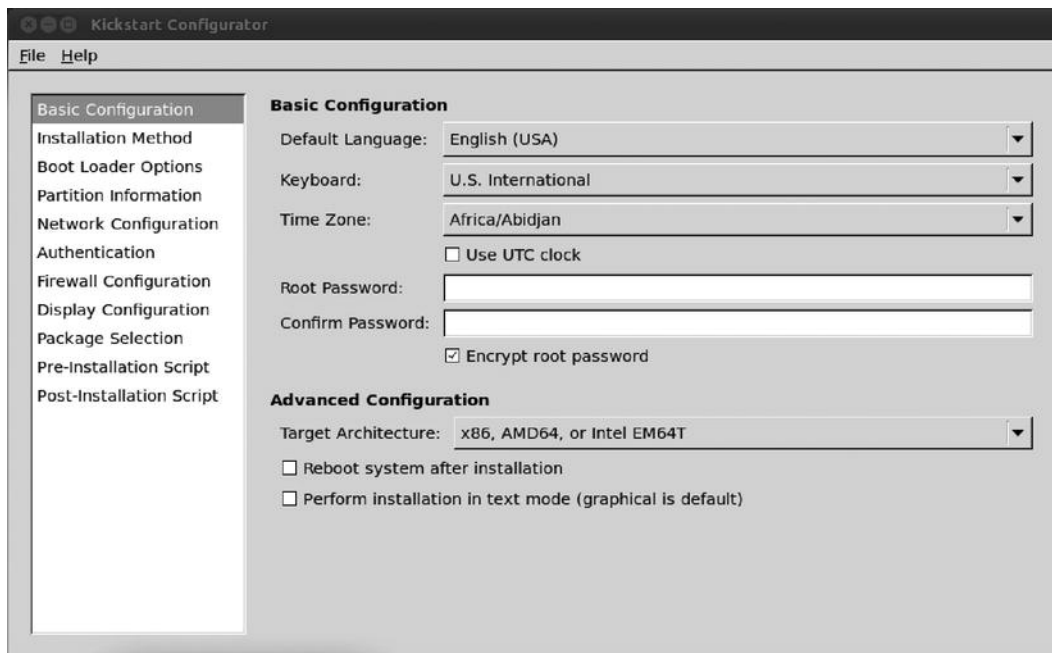 Kickstart Configurator
File Help
Basic Configuration
Installation Method
Boot Loader Options
Partition Information
Network Configuration
Authentication
Firewall Configuration
Display Configuration
Package Selection
Pre-Installation Script
Post-Installation Script
Basic Configuration
Default Language: English (USA)
Keyboard: U.S. International
Time Zone: Africa/Abidjan
Use UTC clock
Root Password:
Confirm Password:
Encrypt root password
Advanced Configuration
Target Architecture: x86, AMD64, or Intel EM64T
Reboot system after installation
Perform installation in text mode (graphical is default)